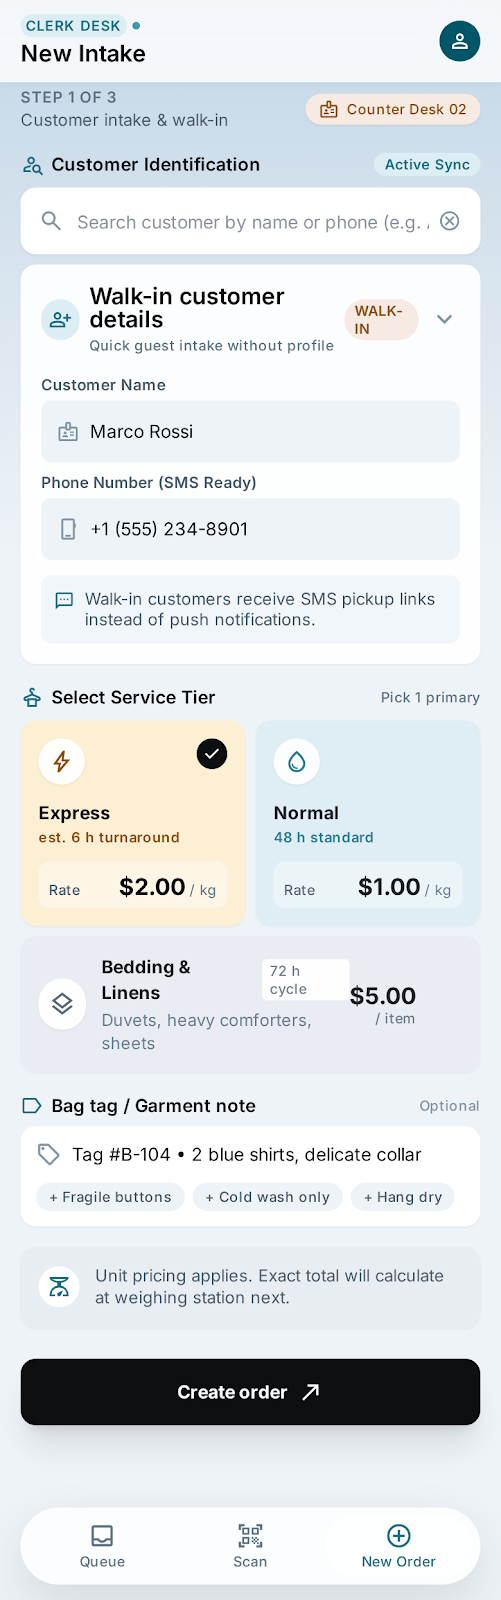 CLERK DESK
New Intake
STEP 1 OF 3
Customer intake & walk-in
Counter Desk 02
Customer Identification
Active Sync
Search customer by name or phone (e.g.
Walk-in customer
details
Quick guest intake without profile
WALK-
IN
Customer Name
Marco Rossi
Phone Number (SMS Ready)
+1 (555) 234-8901
Walk-in customers receive SMS pickup links
instead of push notifications.
Select Service Tier
Pick 1 primary
Express
est. 6 h turnaround
Rate
$2.00 / kg
Normal
48 h standard
Rate
$1.00 / kg
Bedding &
Linens
72 h
cycle
Duvets, heavy comforters,
sheets
$5.00
/ item
Bag tag / Garment note
Optional
Tag #B-104 • 2 blue shirts, delicate collar
+ Fragile buttons
+ Cold wash only
+ Hang dry
Unit pricing applies. Exact total will calculate
at weighing station next.
Create order
Queue
Scan
New Order